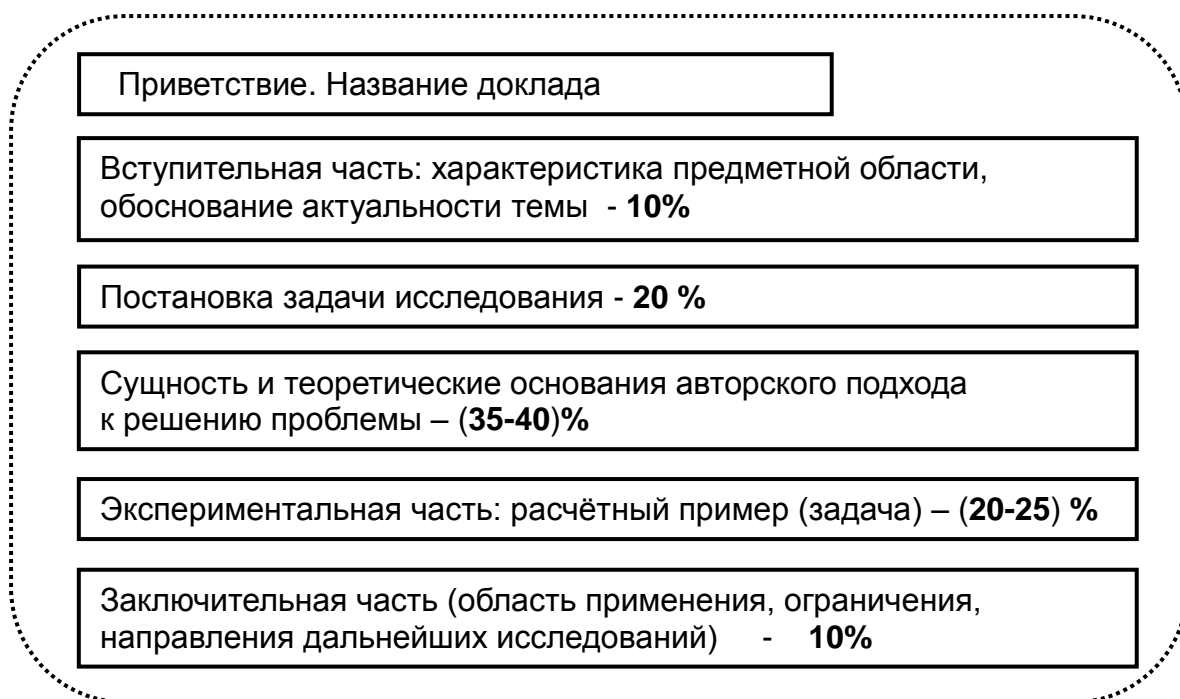 Приветствие. Название доклада
Вступительная часть: характеристика предметной области,
обоснование актуальности темы - 10%
Постановка задачи исследования - 20 %
Сущность и теоретические основания авторского подхода
к решению проблемы – (35-40)%
Экспериментальная часть: расчётный пример (задача) – (20-25) %
Заключительная часть (область применения, ограничения,
направления дальнейших исследований) - 10%